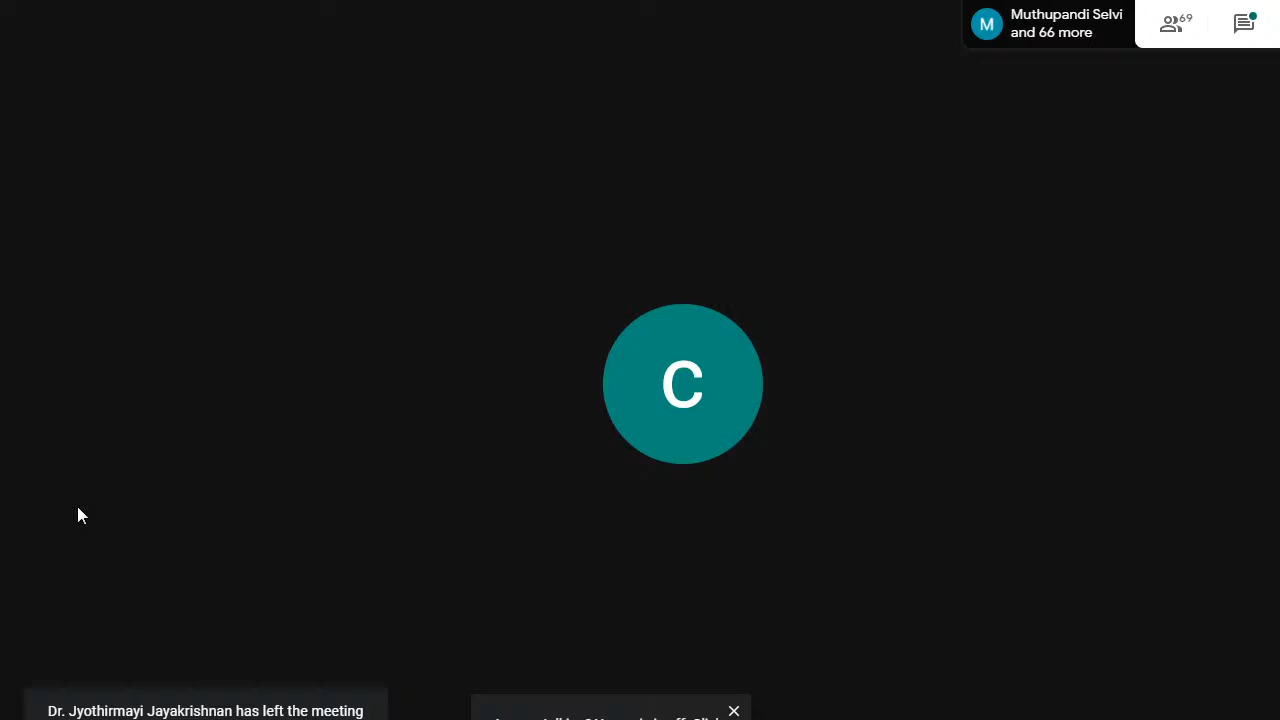 Muthupandi Selvi
M
and 66 more
69
C
Dr. Jyothirmayi Jayakrishnan has left the meeting